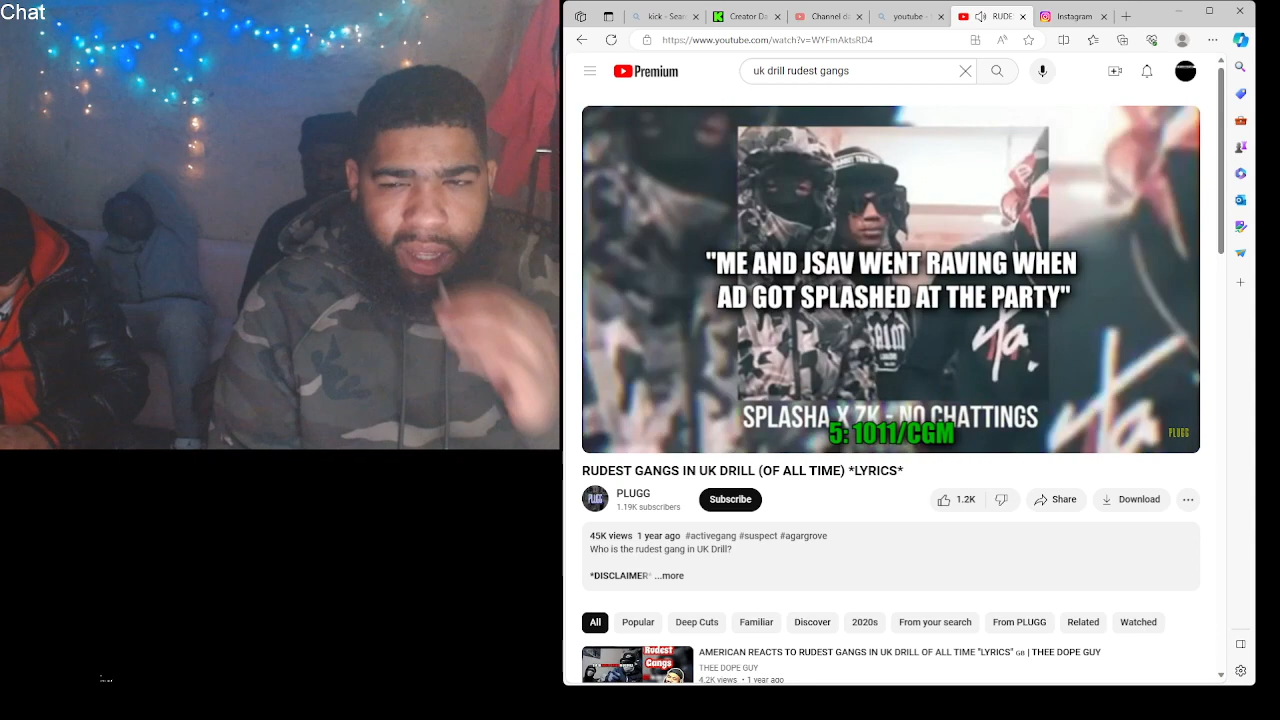 Chat
kick - Sear
Creator Da
Channel da
youtube -
RUDE
Instagram
https://www.youtube.com/watch?v=WYFmAktsRD4
Premium
uk drill rudest gangs
"ME AND JSAV WENT RAVING WHEN
AD GOT SPLASHED AT THE PARTY"
SPLASHA X ZK - NO CHATTINGS
5: 1011/CGM
PLUGG
RUDEST GANGS IN UK DRILL (OF ALL TIME) *LYRICS*
PLUGG
1.19K subscribers
Subscribe
1.2K
Share
Download
45K views 1 year ago #activegang #suspect #agargrove
Who is the rudest gang in UK Drill?
*DISCLAIMER* ...more
All
Popular
Deep Cuts
Familiar
Discover
2020s
From your search
From PLUGG
Related
Watched
Rudest
Gangs
AMERICAN REACTS TO RUDEST GANGS IN UK DRILL OF ALL TIME "LYRICS" GB | THEE DOPE GUY
THEE DOPE GUY
4.2K views • 1 year ago